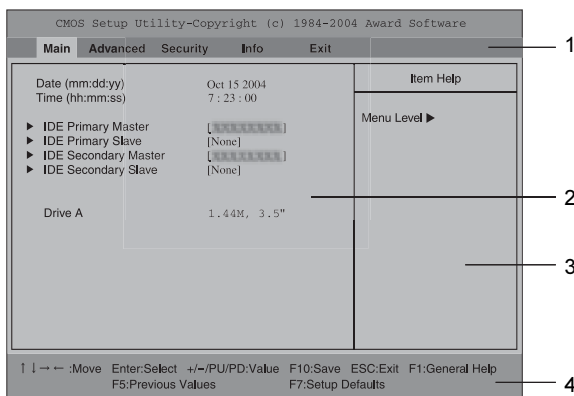 CMOS Setup Utility-Copyright (c) 1984-2004 Award Software
Main Advanced Security Info Exit
1
Date (mm:dd:yy) Oct 15 2004
Time (hh:mm:ss) 7 : 23 : 00
▶ IDE Primary Master [ ]
▶ IDE Primary Slave [None]
▶ IDE Secondary Master [ ]
▶ IDE Secondary Slave [None]
Drive A 1.44M, 3.5"
Item Help
Menu Level ▶
2
3
↑↓→← :Move Enter:Select +/–/PU/PD:Value F10:Save ESC:Exit F1:General Help
F5:Previous Values F7:Setup Defaults
4